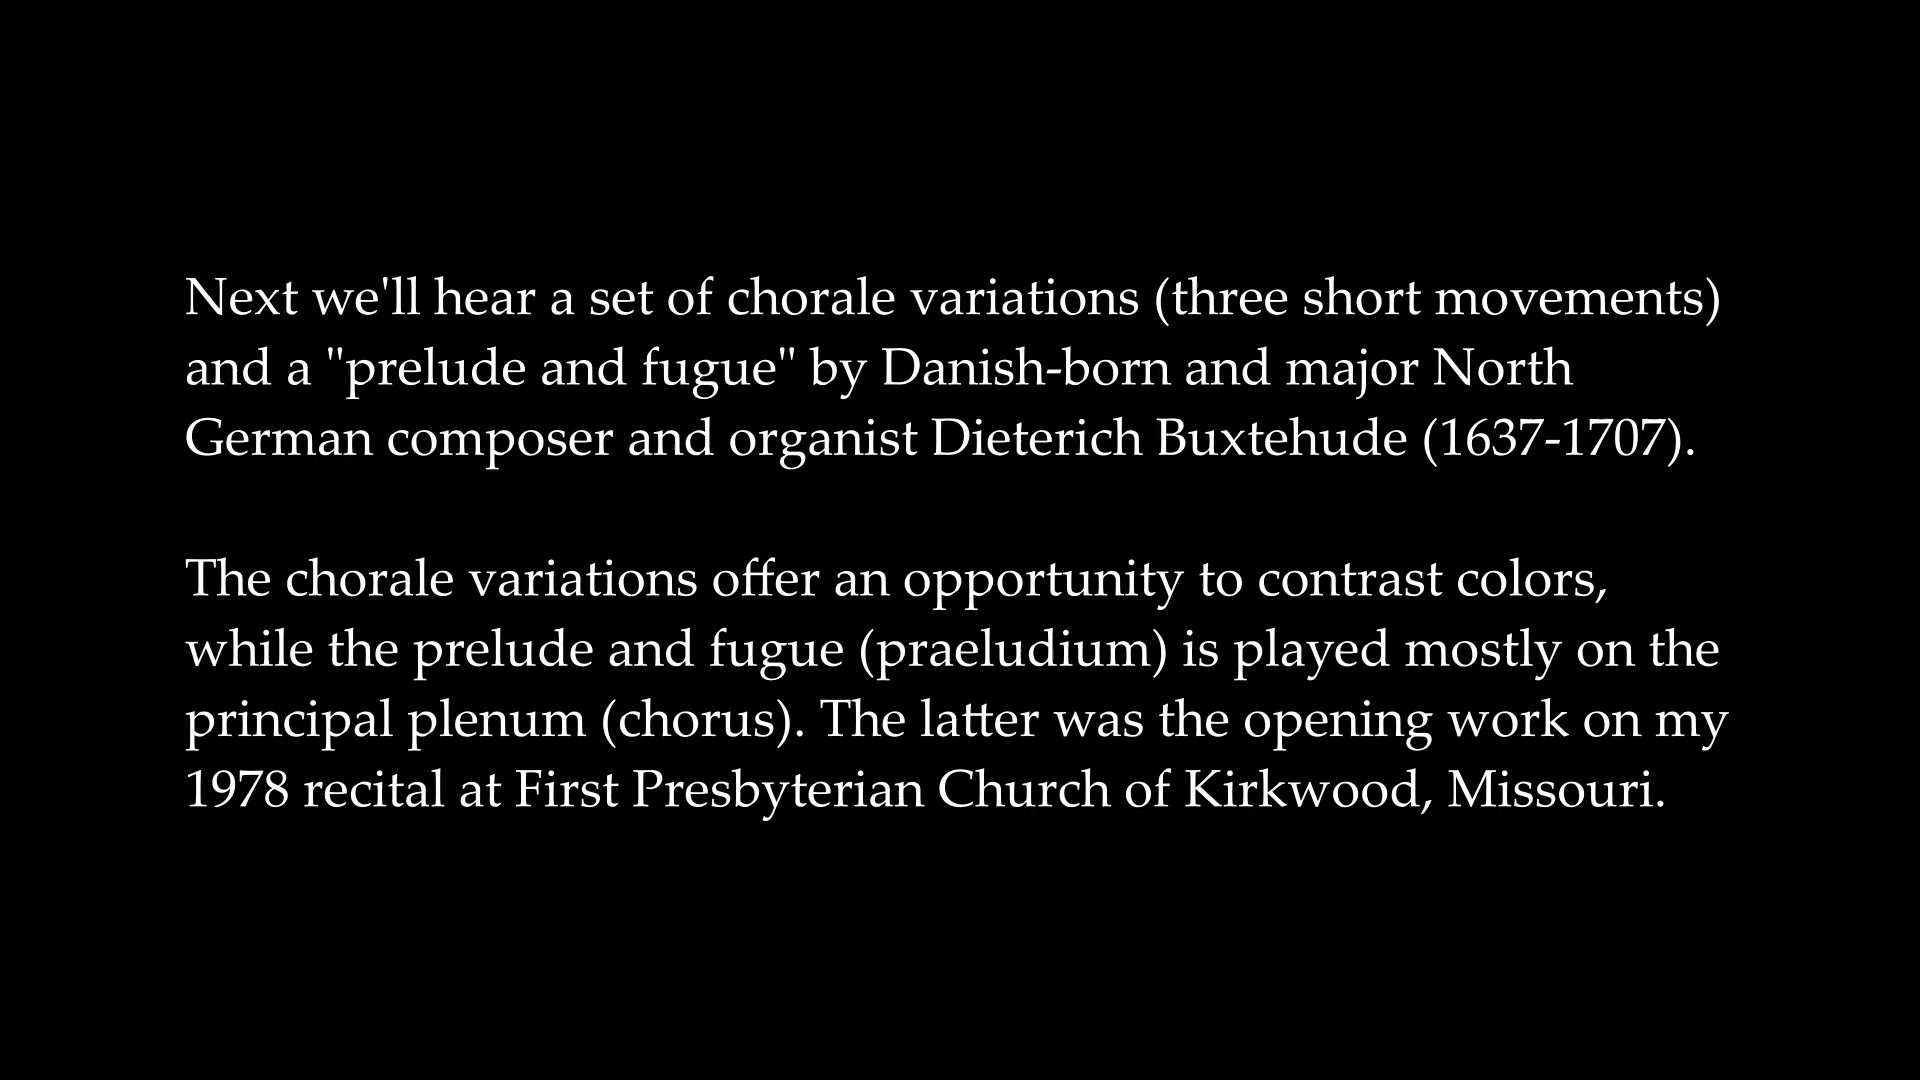 Next we'll hear a set of chorale variations (three short movements)
and a "prelude and fugue" by Danish-born and major North
German composer and organist Dieterich Buxtehude (1637-1707).
The chorale variations offer an opportunity to contrast colors,
while the prelude and fugue (praeludium) is played mostly on the
principal plenum (chorus). The latter was the opening work on my
1978 recital at First Presbyterian Church of Kirkwood, Missouri.